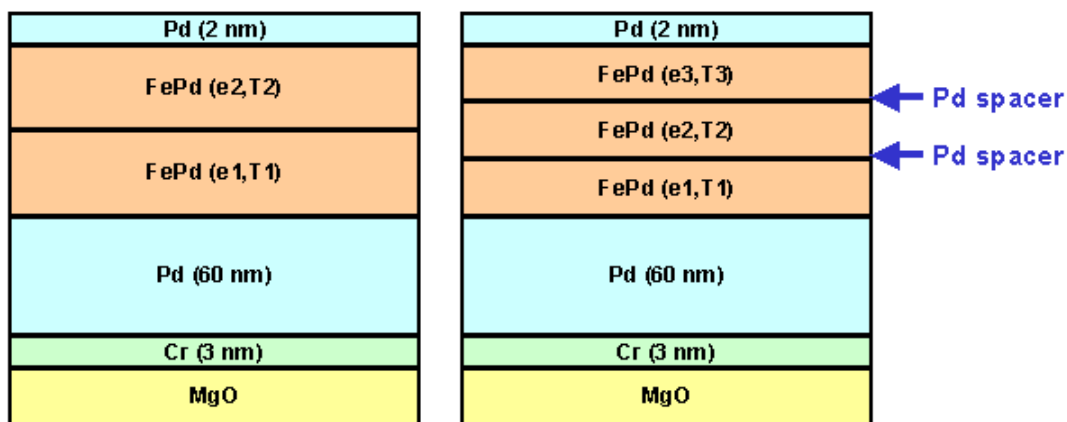 Pd (2 nm)
FePd (e2,T2)
FePd (e1,T1)
Pd (60 nm)
Cr (3 nm)
MgO
Pd (2 nm)
FePd (e3,T3)
FePd (e2,T2)
FePd (e1,T1)
Pd (60 nm)
Cr (3 nm)
MgO
Pd spacer
Pd spacer